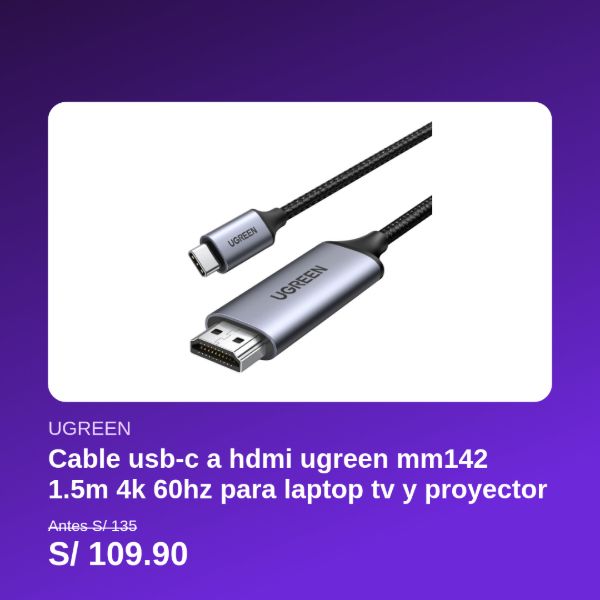 UGREEN
UGREEN
UGREEN
Cable usb-c a hdmi ugreen mm142
1.5m 4k 60hz para laptop tv y proyector
Antes S/ 135
S/ 109.90